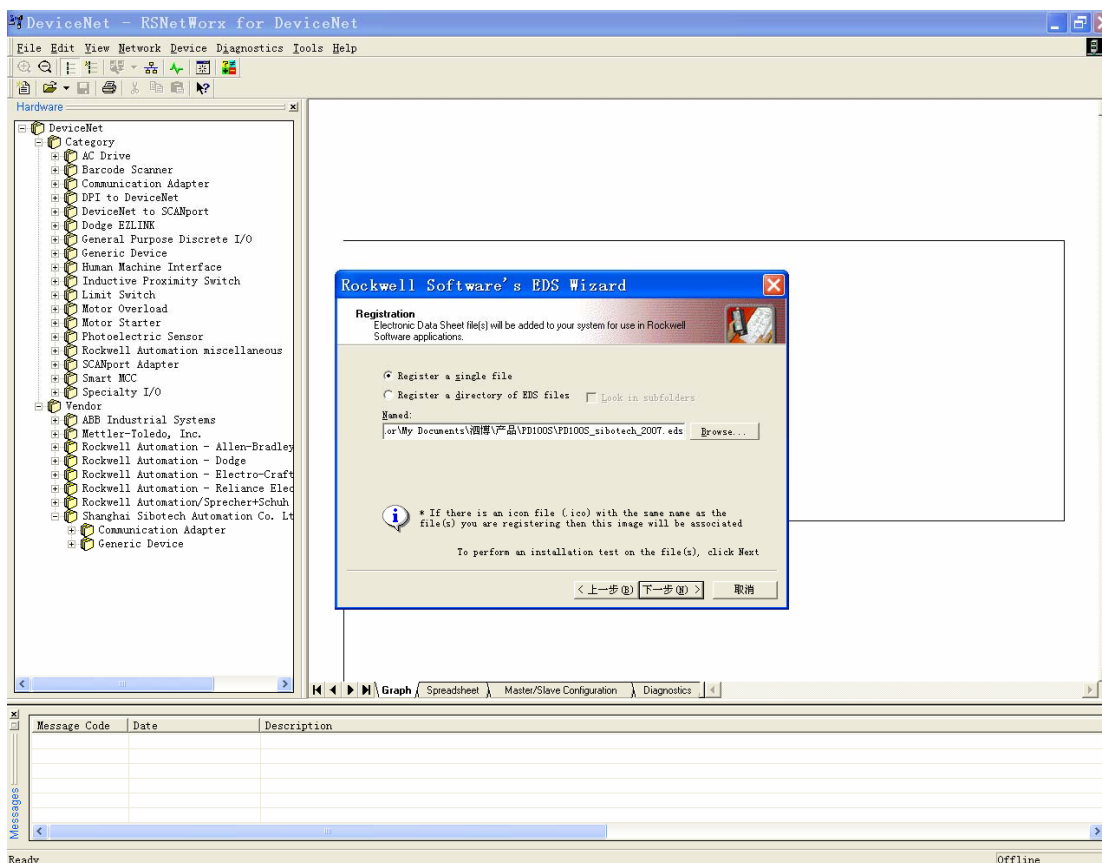 DeviceNet - RSNetWorx for DeviceNet
File Edit View Network Device Diagnostics Tools Help
Hardware
DeviceNet
Category
AC Drive
Barcode Scanner
Communication Adapter
DPI to DeviceNet
DeviceNet to SCANport
Dodge EZLINK
General Purpose Discrete I/O
Generic Device
Human Machine Interface
Inductive Proximity Switch
Limit Switch
Motor Overload
Motor Starter
Photoelectric Sensor
Rockwell Automation miscellaneous
SCANport Adapter
Smart MCC
Specialty I/O
Vendor
ABB Industrial Systems
Mettler-Toledo, Inc.
Rockwell Automation - Allen-Bradley
Rockwell Automation - Dodge
Rockwell Automation - Electro-Craft
Rockwell Automation - Reliance Elec
Rockwell Automation/Sprecher+Schuh
Shanghai Sibotech Automation Co. Lt
Communication Adapter
Generic Device
Rockwell Software's EDS Wizard
Registration
Electronic Data Sheet file(s) will be added to your system for use in Rockwell
Software applications.
Register a single file
Register a directory of EDS files Look in subfolders
Named:
.or\My Documents\泗博\产品\PD100S\PD100S_sibotech_2007.eds Browse...
* If there is an icon file (.ico) with the same name as the
file(s) you are registering then this image will be associated
To perform an installation test on the file(s), click Next
< 上一步(B) 下一步(N) > 取消
Graph Spreadsheet Master/Slave Configuration Diagnostics
Message Code Date Description
Messages
Ready Offline